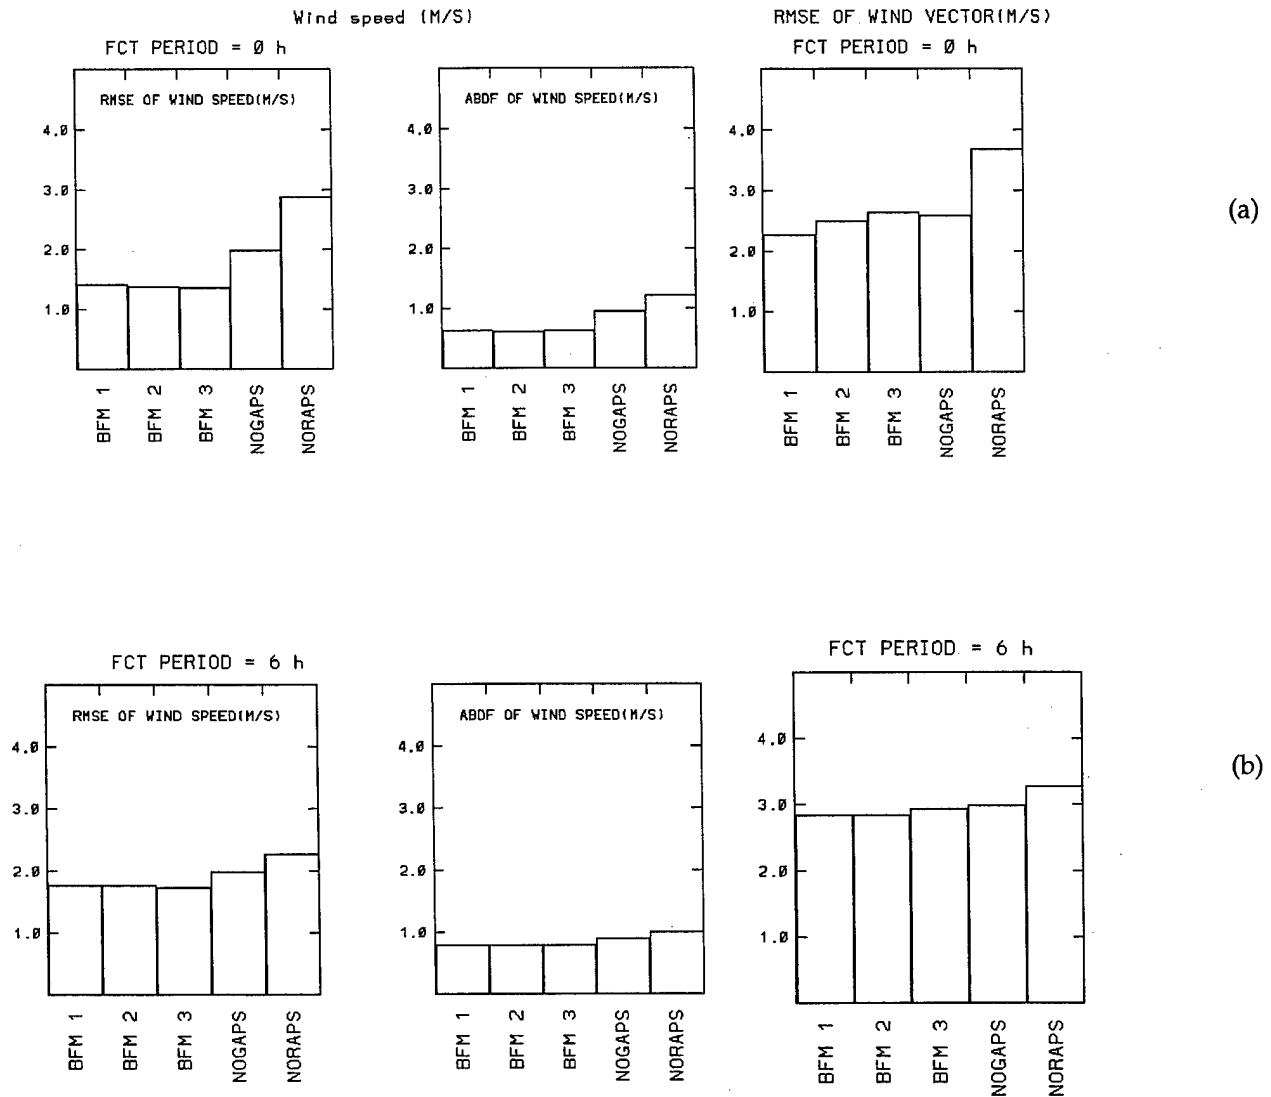 Wind speed (M/S)
RMSE OF WIND VECTOR(M/S)
FCT PERIOD = 0 h
FCT PERIOD = 0 h
RMSE OF WIND SPEED(M/S)
4.0
3.0
2.0
1.0
BFM 1
BFM 2
BFM 3
NOGAPS
NORAPS
ABDF OF WIND SPEED(M/S)
4.0
3.0
2.0
1.0
BFM 1
BFM 2
BFM 3
NOGAPS
NORAPS
4.0
3.0
2.0
1.0
BFM 1
BFM 2
BFM 3
NOGAPS
NORAPS
(a)
FCT PERIOD = 6 h
FCT PERIOD = 6 h
RMSE OF WIND SPEED(M/S)
4.0
3.0
2.0
1.0
BFM 1
BFM 2
BFM 3
NOGAPS
NORAPS
ABDF OF WIND SPEED(M/S)
4.0
3.0
2.0
1.0
BFM 1
BFM 2
BFM 3
NOGAPS
NORAPS
4.0
3.0
2.0
1.0
BFM 1
BFM 2
BFM 3
NOGAPS
NORAPS
(b)